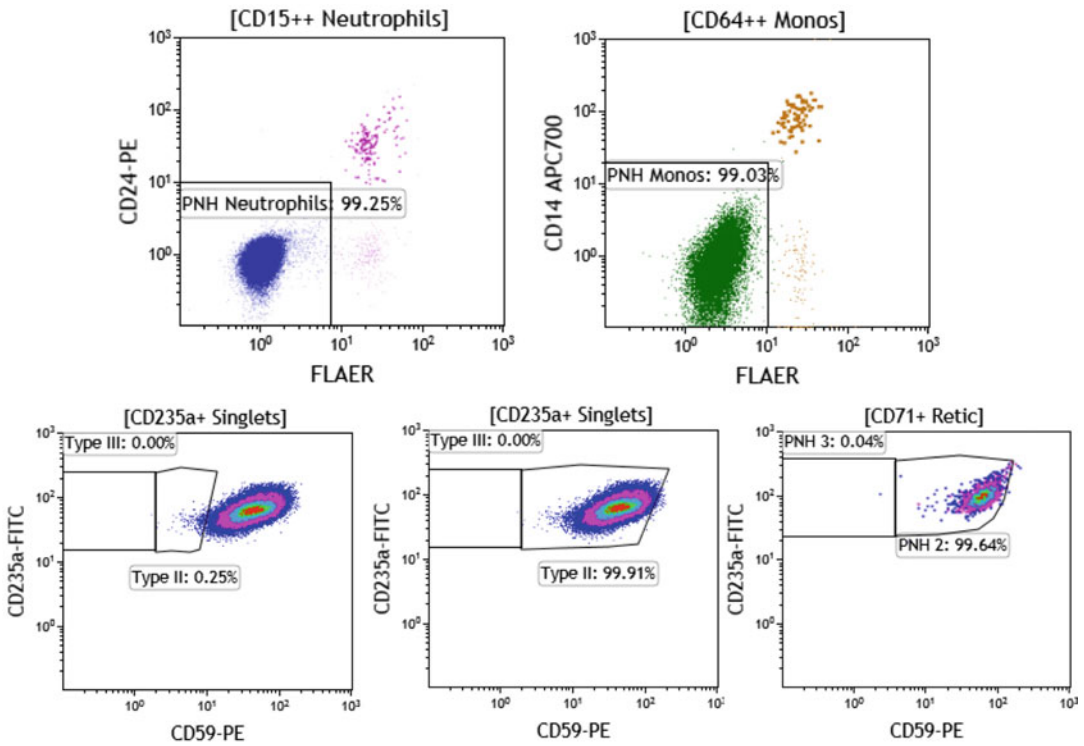 [CD15++ Neutrophils]
[CD64++ Monos]
10³
10²
10¹
10⁰
CD24-PE
PNH Neutrophils: 99.25%
10⁰ 10¹ 10² 10³
FLAER
10³
10²
10¹
10⁰
CD14 APC700
PNH Monos: 99.03%
10⁰ 10¹ 10² 10³
FLAER
[CD235a+ Singlets]
10³
10²
10¹
10⁰
CD235a-FITC
Type III: 0.00%
Type II: 0.25%
10⁰ 10¹ 10² 10³
CD59-PE
[CD235a+ Singlets]
10³
10²
10¹
10⁰
CD235a-FITC
Type III: 0.00%
Type II: 99.91%
10⁰ 10¹ 10² 10³
CD59-PE
[CD71+ Retic]
10³
10²
10¹
10⁰
CD235a-FITC
PNH 3: 0.04%
PNH 2: 99.64%
10⁰ 10¹ 10² 10³
CD59-PE